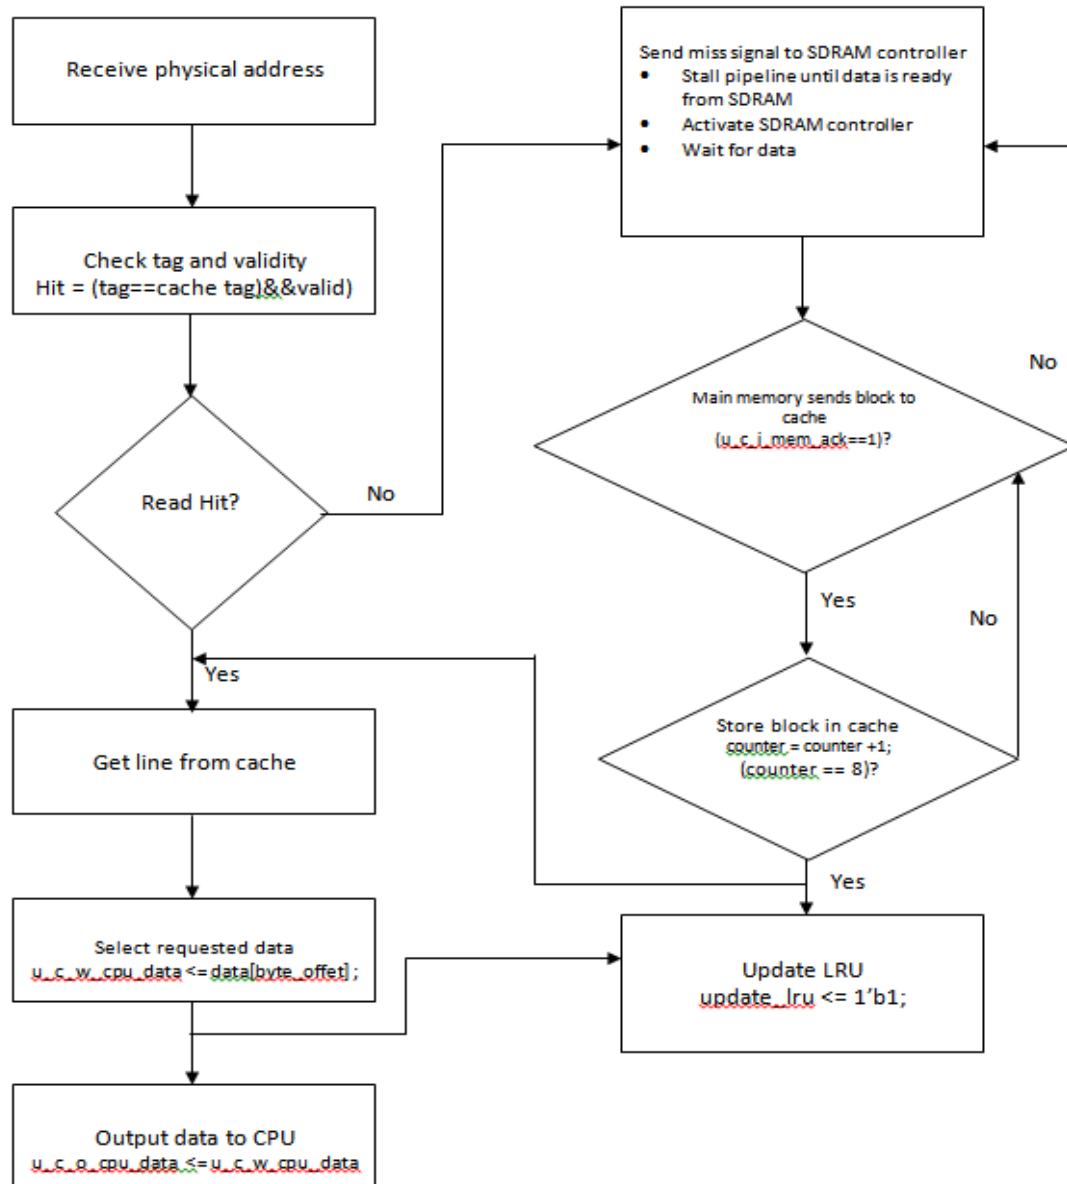 Receive physical address
Check tag and validity
Hit = (tag==cache tag)&&valid)
Read Hit?
No
Yes
Get line from cache
Select requested data
u_c_w_cpu_data <= data[byte_offet] ;
Output data to CPU
u_c_o_cpu_data <= u_c_w_cpu_data
Send miss signal to SDRAM controller
• Stall pipeline until data is ready
from SDRAM
• Activate SDRAM controller
• Wait for data
No
Main memory sends block to
cache
(u_c_i_mem_ack==1)?
Yes
No
Store block in cache
counter = counter +1;
(counter == 8)?
Yes
Update LRU
update_lru <= 1’b1;